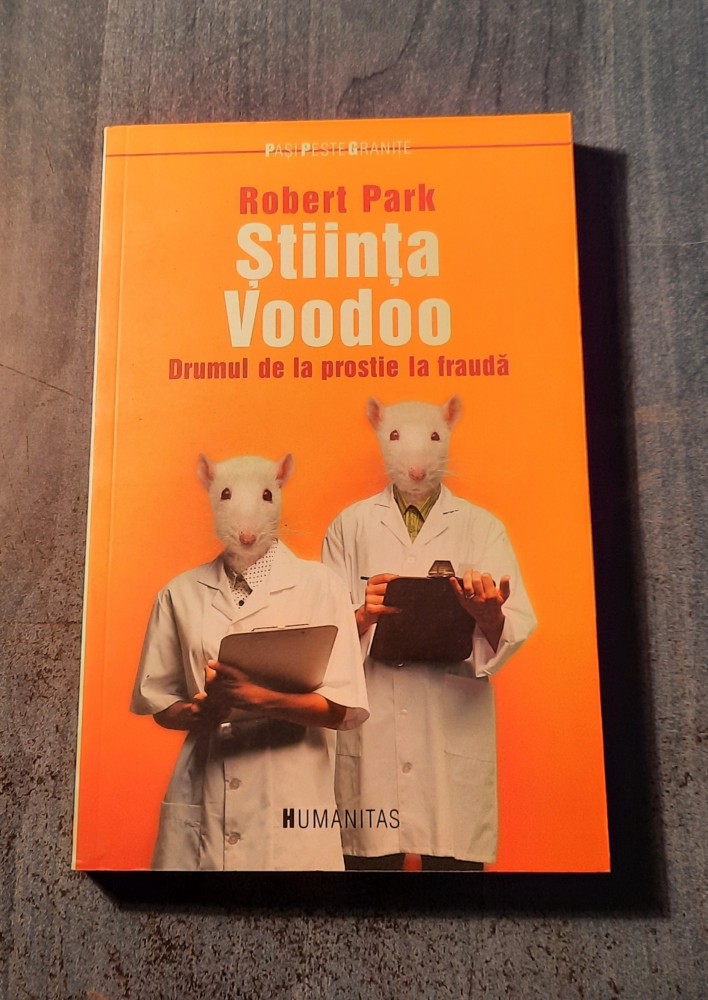 PAȘI PESTE GRANIȚE
Robert Park
Știința
Voodoo
Drumul de la prostie la fraudă
HUMANITAS